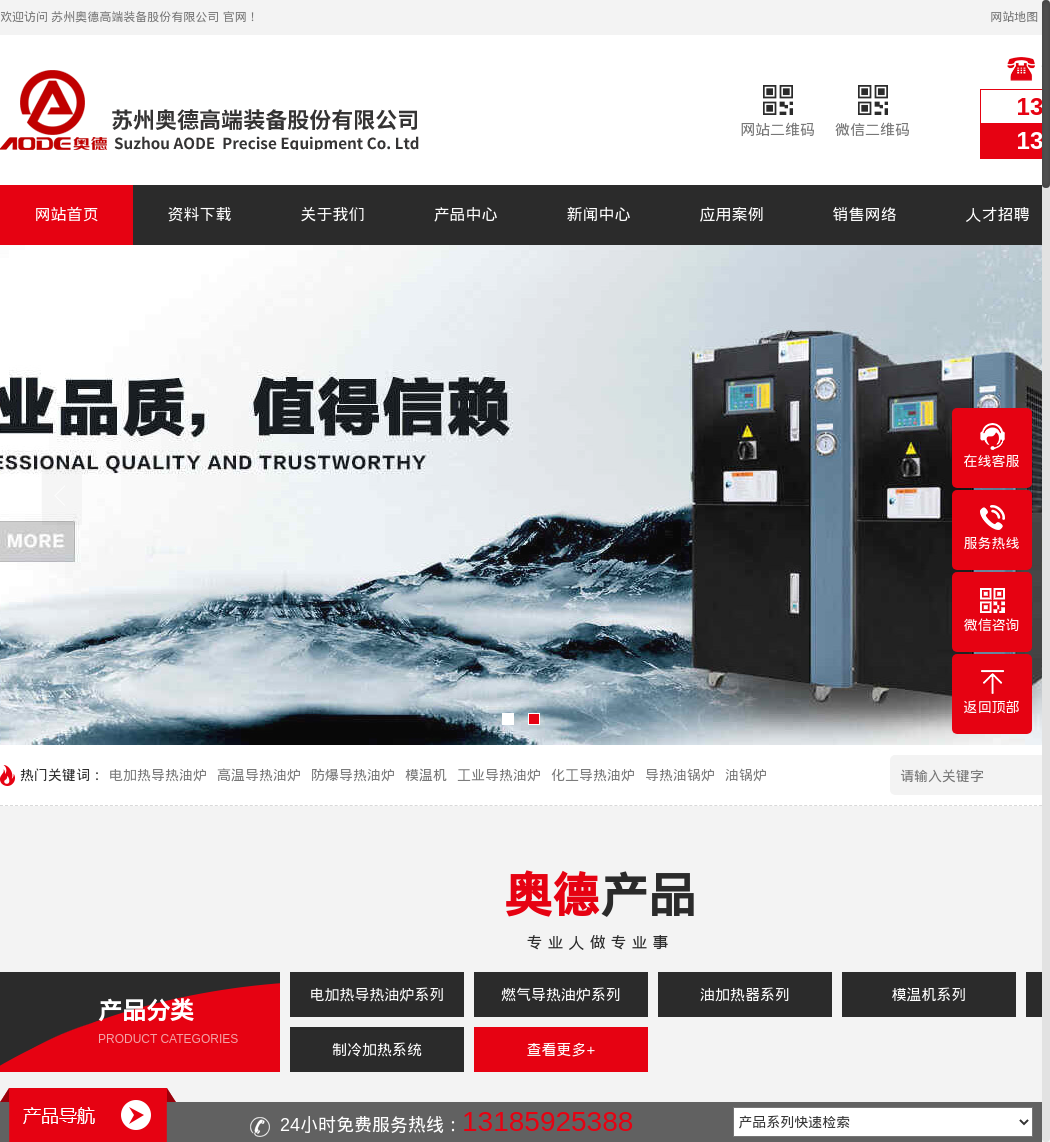 欢迎访问 苏州奥德高端装备股份有限公司 官网！
网站地图
苏州奥德高端装备股份有限公司
Suzhou AODE Precise Equipment Co. Ltd
AODE奥德
网站二维码
微信二维码
13
13
网站首页
资料下载
关于我们
产品中心
新闻中心
应用案例
销售网络
人才招聘
业品质，值得信赖
ESSIONAL QUALITY AND TRUSTWORTHY
MORE
在线客服
服务热线
微信咨询
返回顶部
热门关键词： 电加热导热油炉 高温导热油炉 防爆导热油炉 模温机 工业导热油炉 化工导热油炉 导热油锅炉 油锅炉
请输入关键字
奥德产品
专业人做专业事
产品分类
PRODUCT CATEGORIES
电加热导热油炉系列
燃气导热油炉系列
油加热器系列
模温机系列
制冷加热系统
查看更多+
产品导航
24小时免费服务热线：13185925388
产品系列快速检索